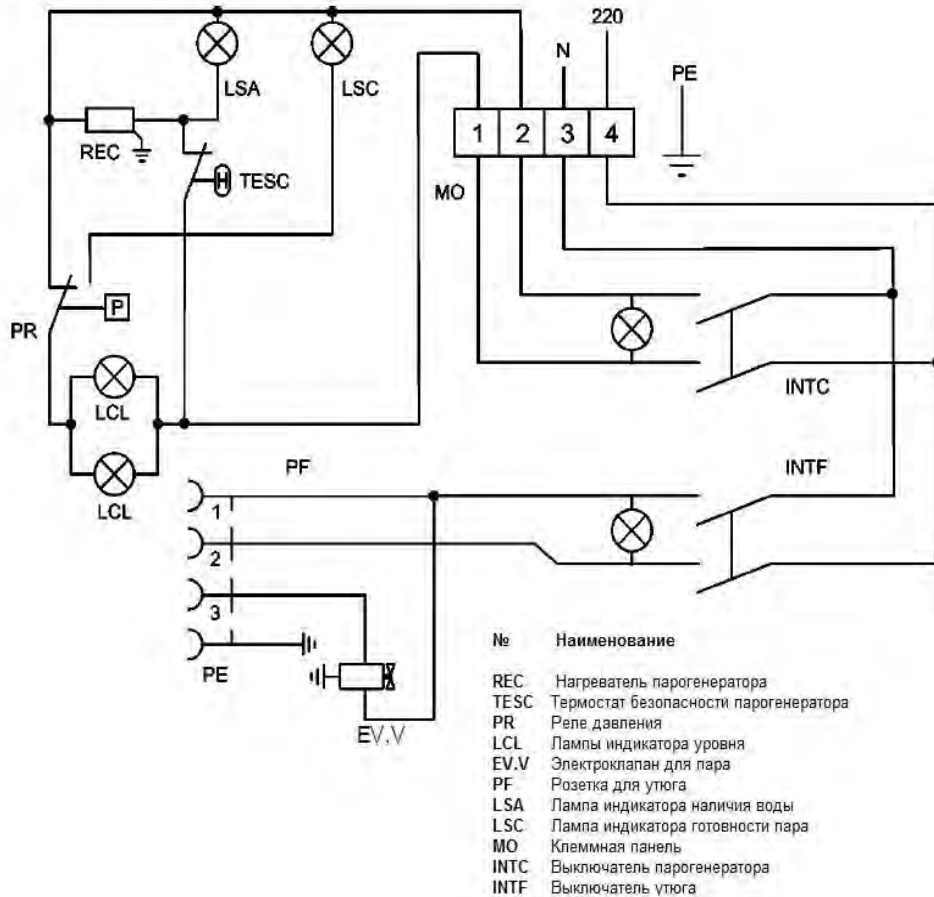 220
N
PE
LSA
LSC
1 2 3 4
REC
TESC
H
MO
P
PR
INTC
LCL
PF
INTF
LCL
1
2
3
PE
EV.V
№ Наименование
REC Нагреватель парогенератора
TESC Термостат безопасности парогенератора
PR Реле давления
LCL Лампы индикатора уровня
EV.V Электроклапан для пара
PF Розетка для утюга
LSA Лампа индикатора наличия воды
LSC Лампа индикатора готовности пара
MO Клеммная панель
INTC Выключатель парогенератора
INTF Выключатель утюга